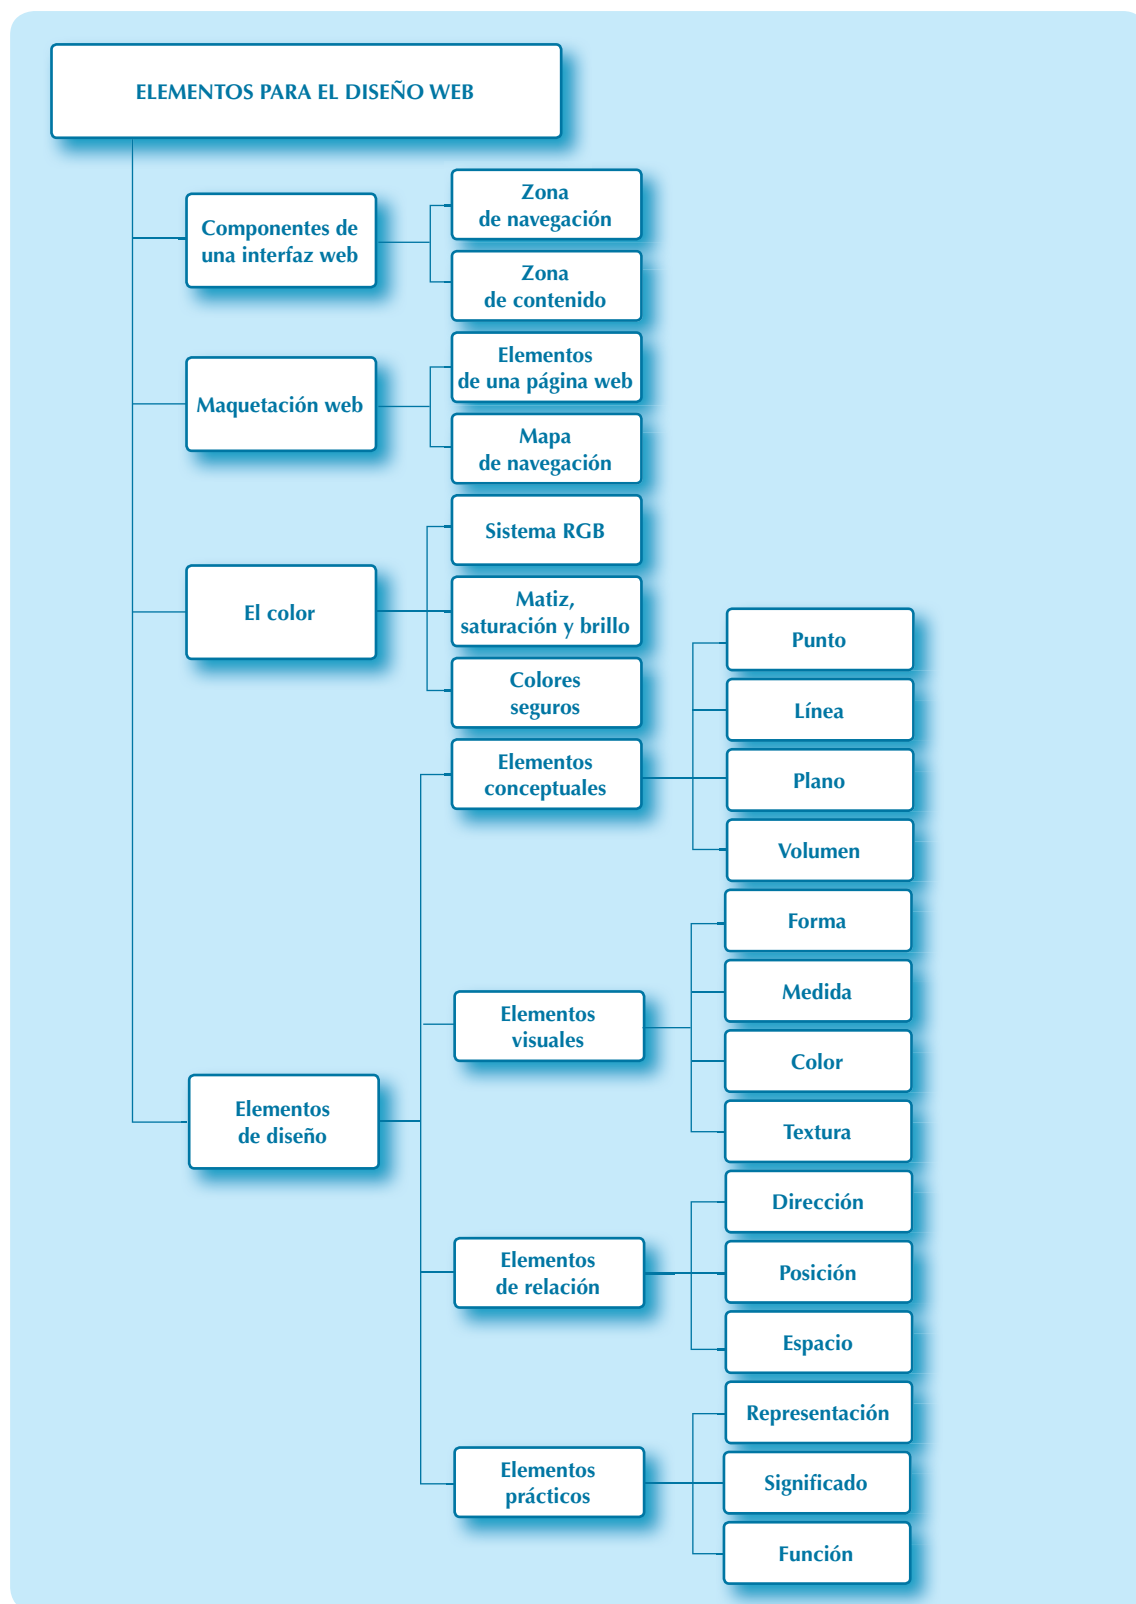 ELEMENTOS PARA EL DISEÑO WEB
Componentes de
una interfaz web
Zona
de navegación
Zona
de contenido
Maquetación web
Elementos
de una página web
Mapa
de navegación
El color
Sistema RGB
Matiz,
saturación y brillo
Colores
seguros
Elementos
de diseño
Elementos
conceptuales
Punto
Línea
Plano
Volumen
Elementos
visuales
Forma
Medida
Color
Textura
Elementos
de relación
Dirección
Posición
Espacio
Elementos
prácticos
Representación
Significado
Función